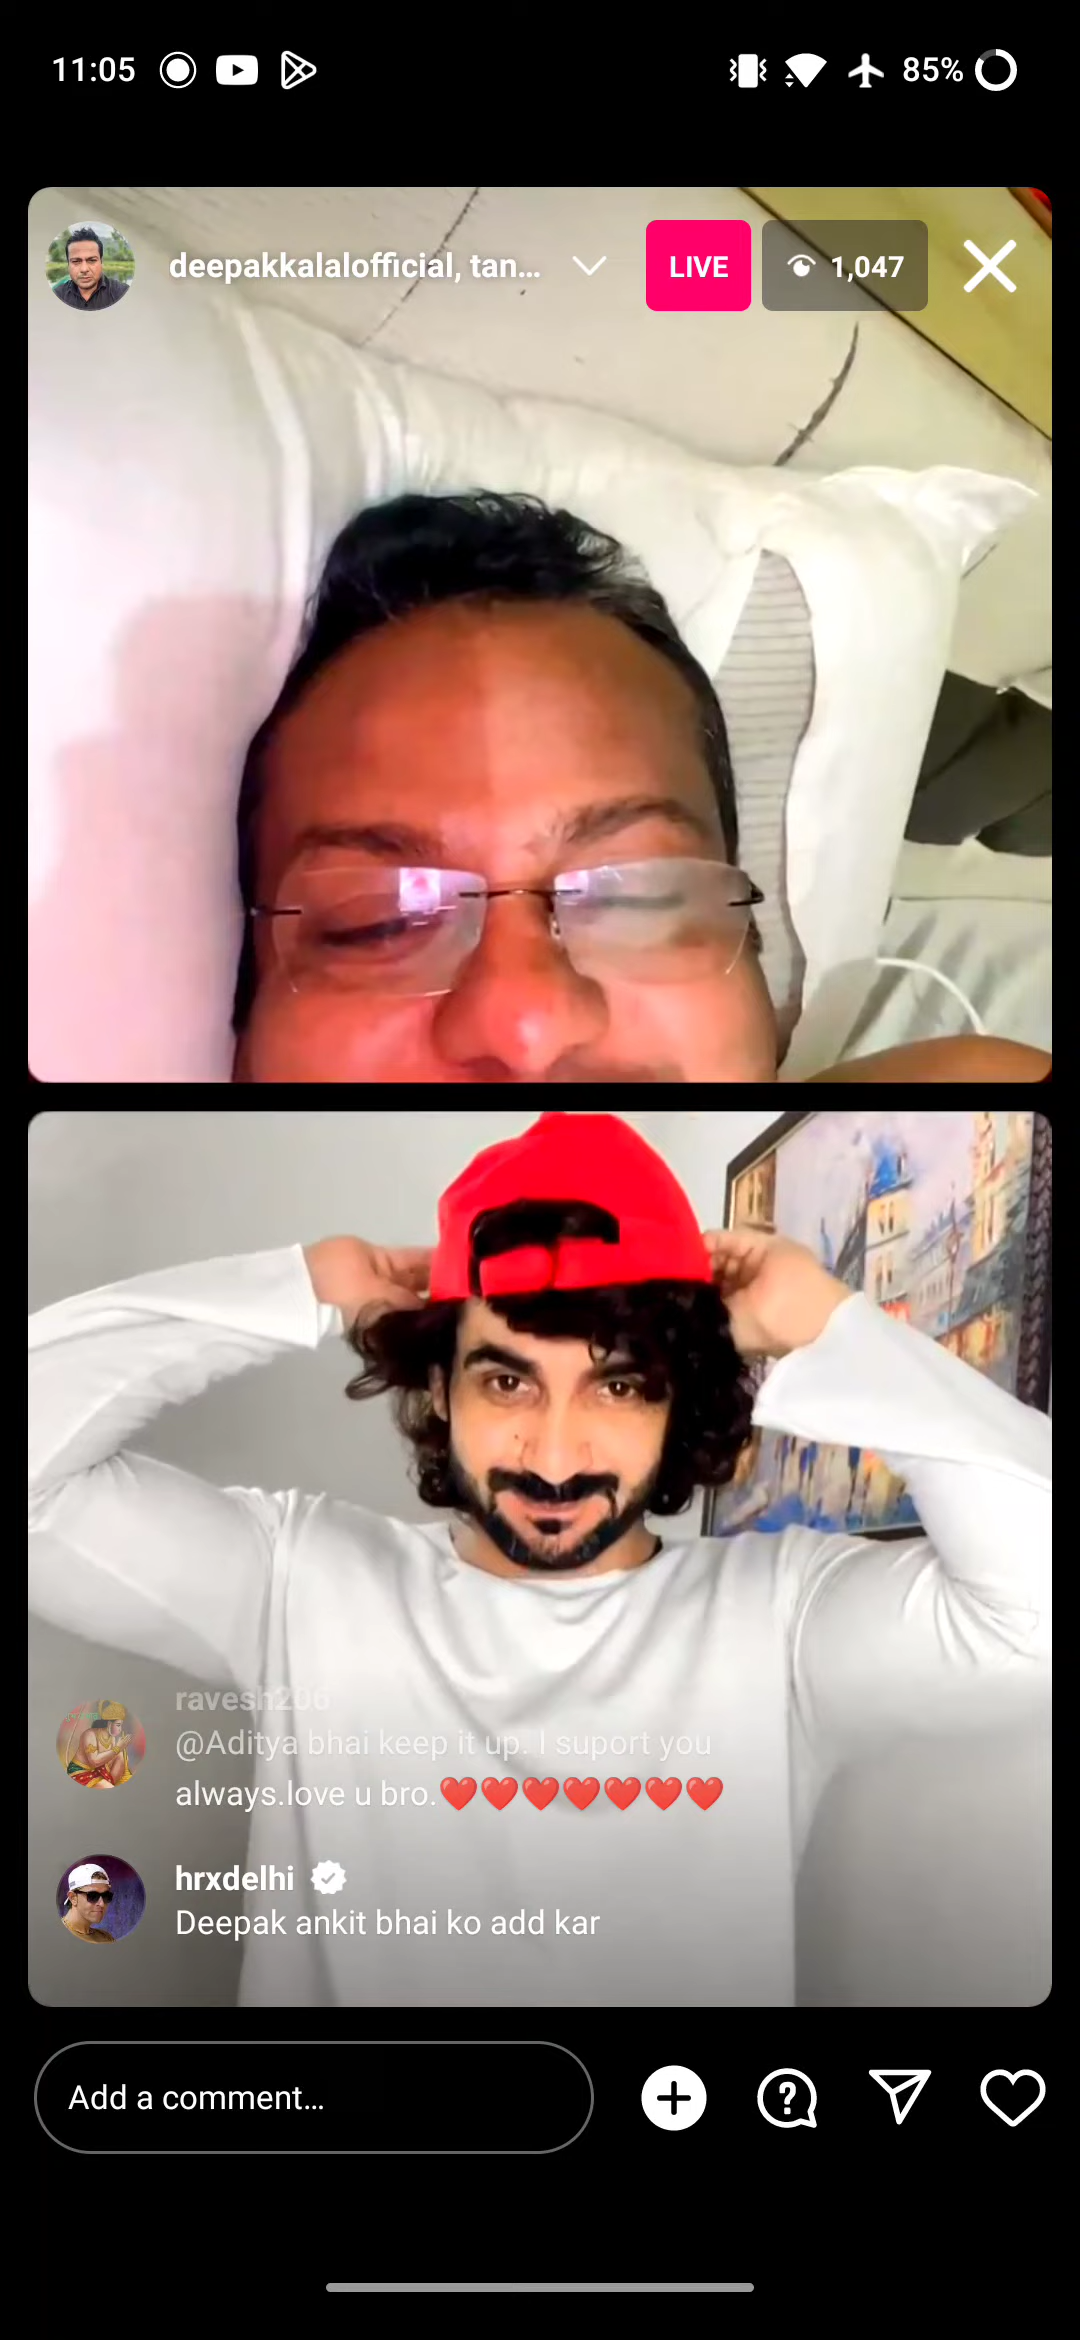 11:05
85%
deepakkalalofficial, tan...
LIVE
1,047
ravesh206
@Aditya bhai keep it up. I suport you
always.love u bro.❤️❤️❤️❤️❤️❤️❤️
hrxdelhi
Deepak ankit bhai ko add kar
Add a comment...